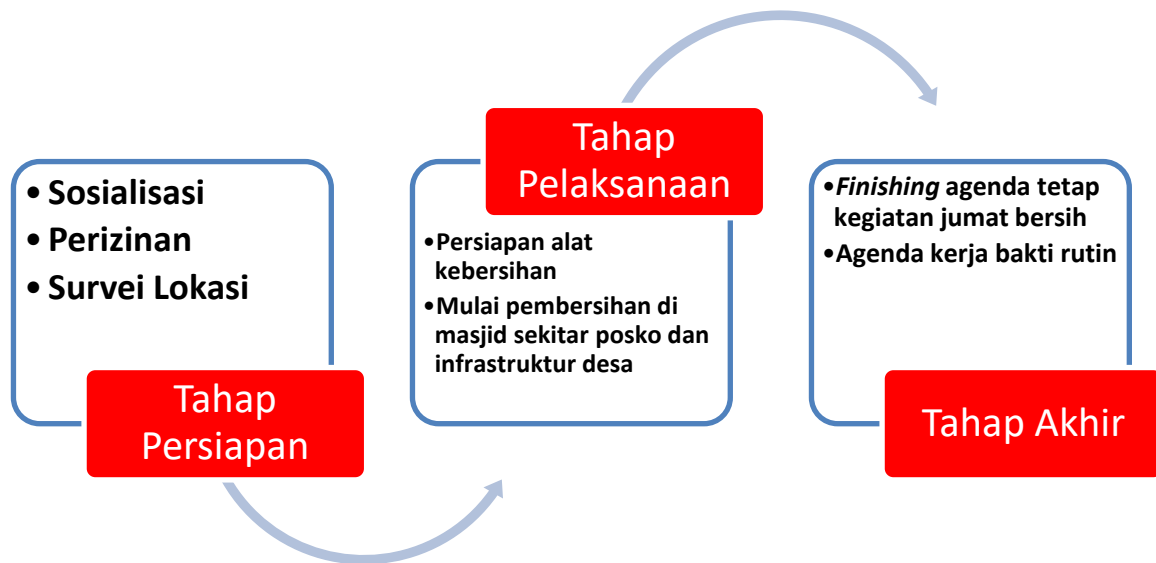 • Sosialisasi
• Perizinan
• Survei Lokasi
Tahap
Persiapan
Tahap
Pelaksanaan
•Persiapan alat
kebersihan
•Mulai pembersihan di
masjid sekitar posko dan
infrastruktur desa
•Finishing agenda tetap
kegiatan jumat bersih
•Agenda kerja bakti rutin
Tahap Akhir